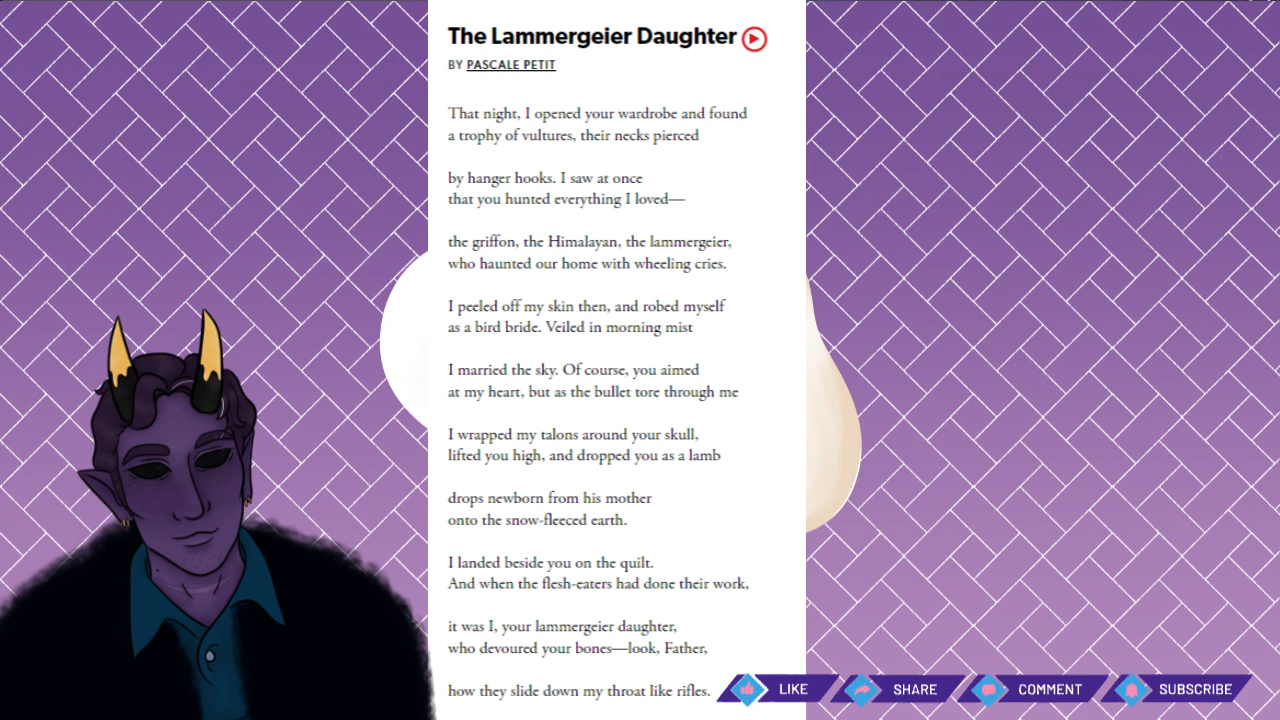 The Lammergeier Daughter
BY PASCALE PETIT
That night, I opened your wardrobe and found
a trophy of vultures, their necks pierced
by hanger hooks. I saw at once
that you hunted everything I loved—
the griffon, the Himalayan, the lammergeier,
who haunted our home with wheeling cries.
I peeled off my skin then, and robed myself
as a bird bride. Veiled in morning mist
I married the sky. Of course, you aimed
at my heart, but as the bullet tore through me
I wrapped my talons around your skull,
lifted you high, and dropped you as a lamb
drops newborn from his mother
onto the snow-fleeced earth.
I landed beside you on the quilt.
And when the flesh-eaters had done their work,
it was I, your lammergeier daughter,
who devoured your bones—look, Father,
how they slide down my throat like rifles.
LIKE
SHARE
COMMENT
SUBSCRIBE